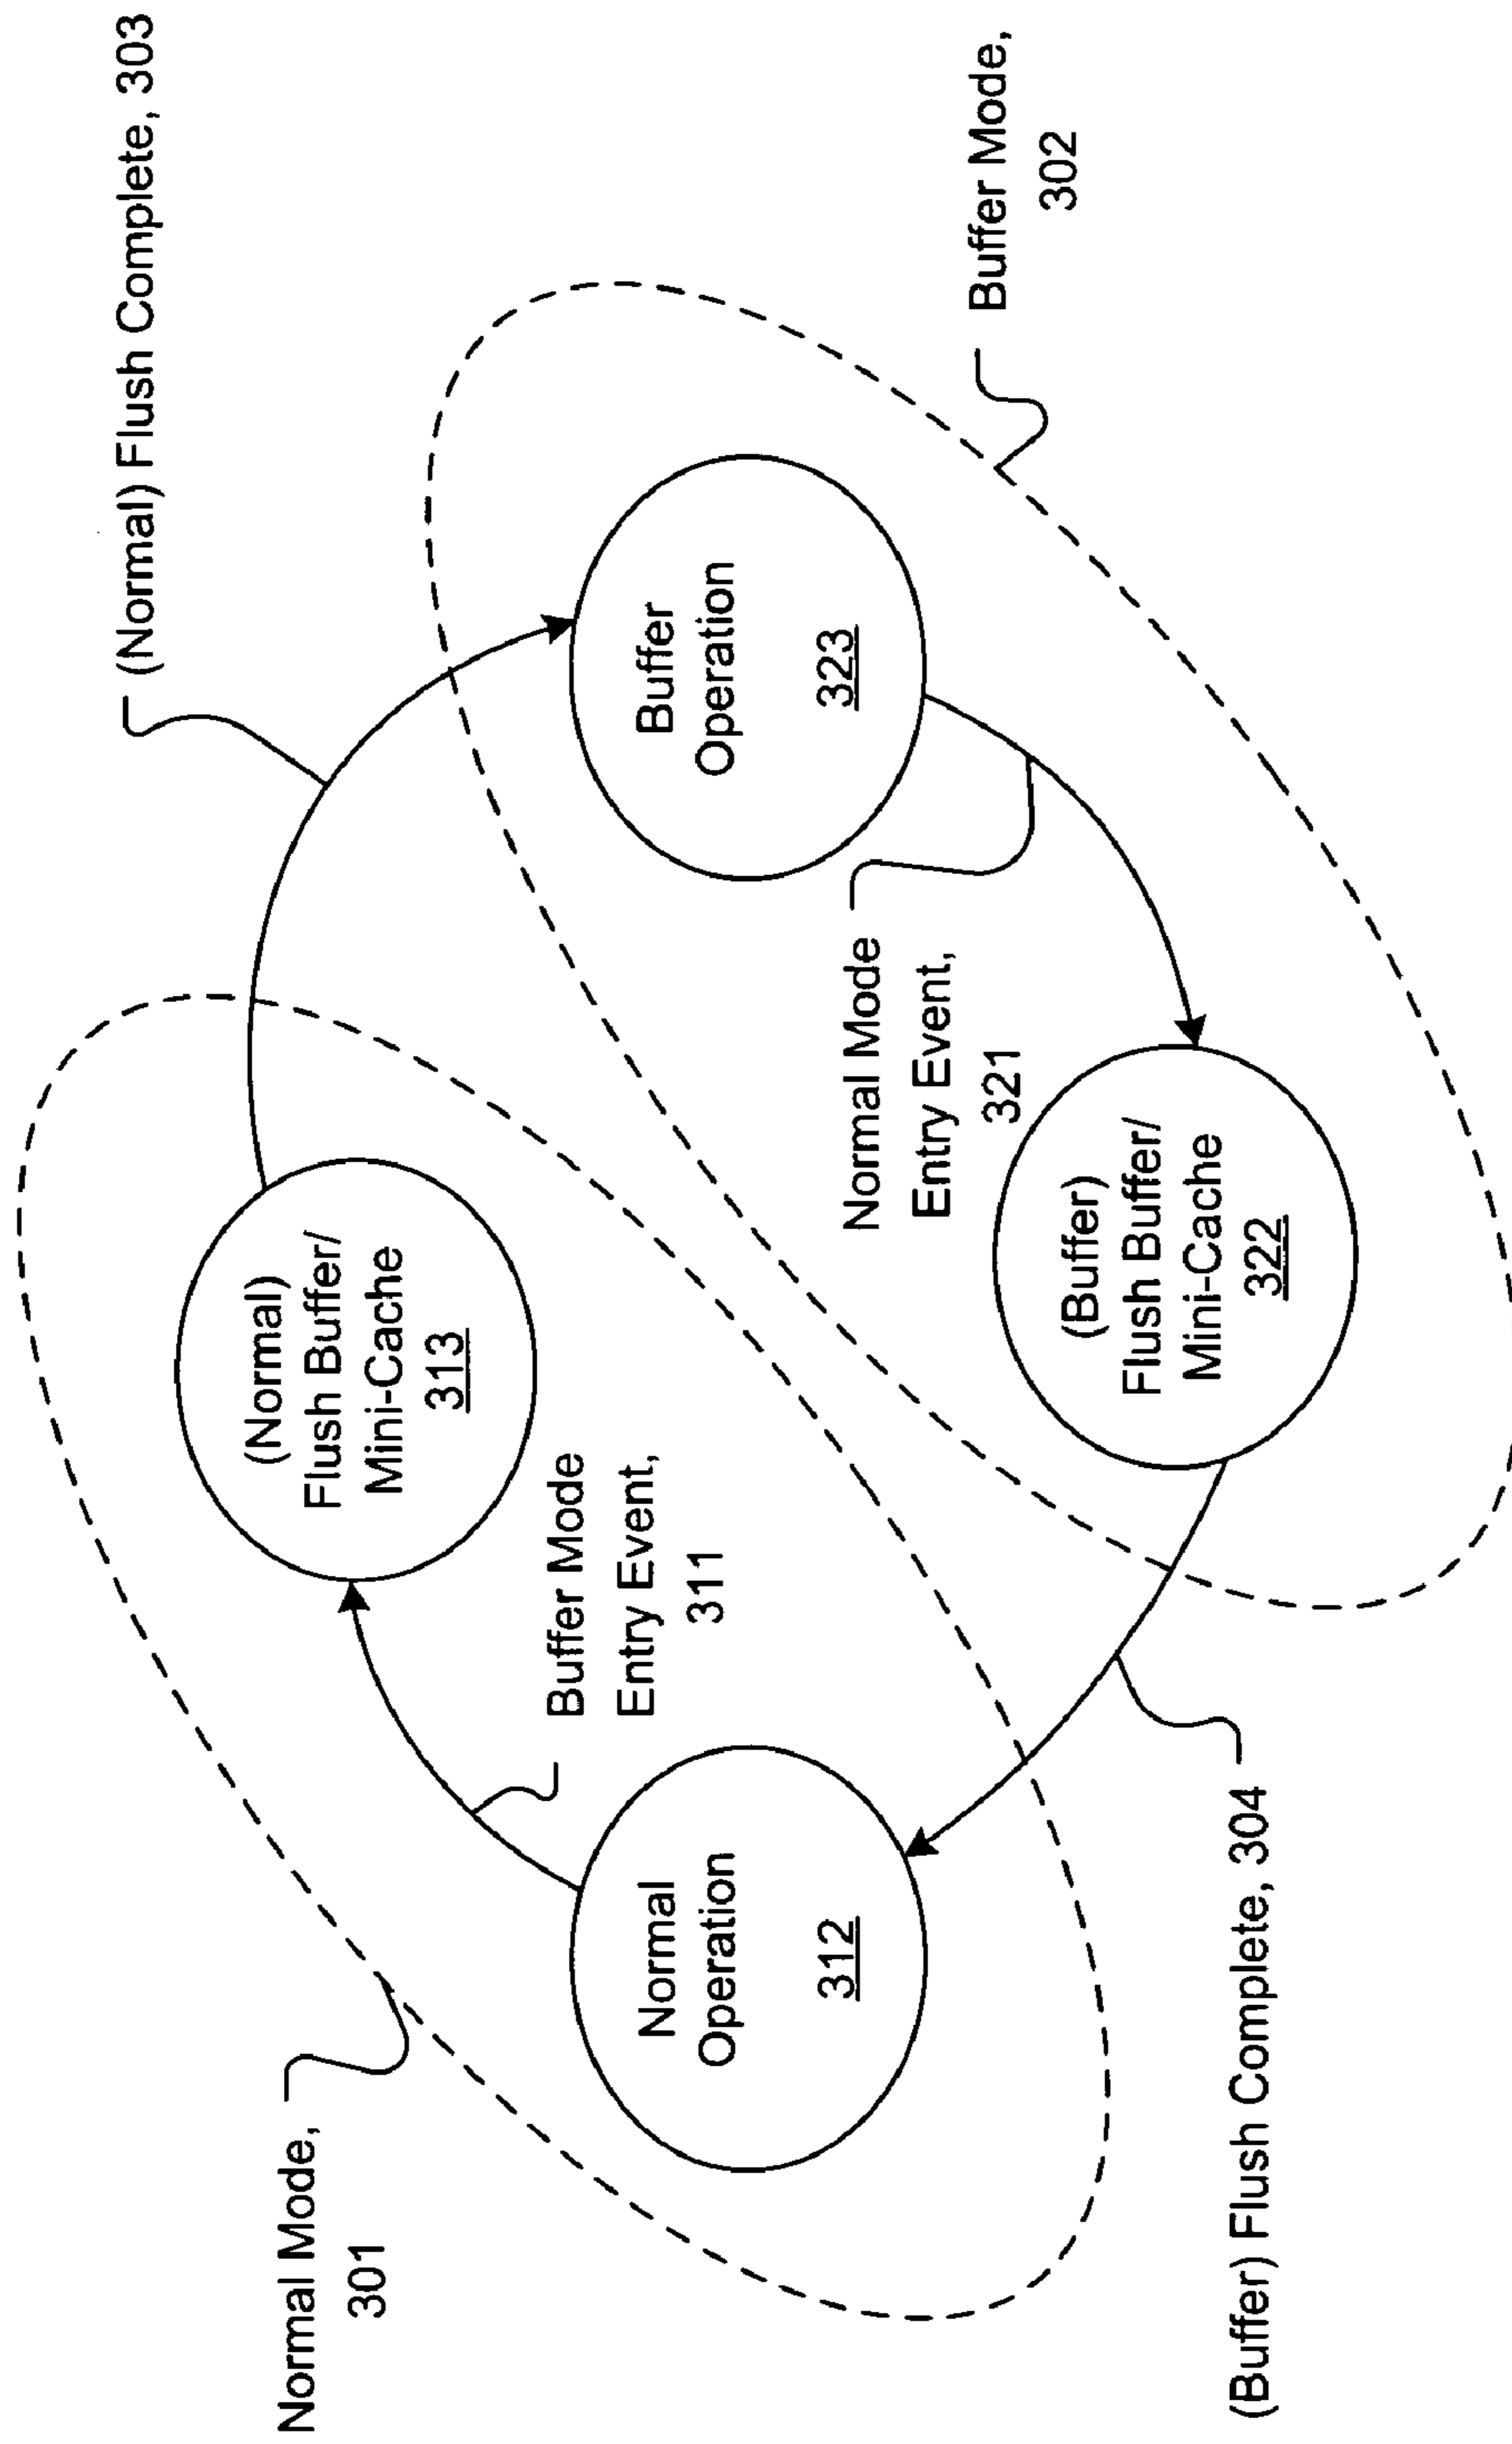 (Normal) Flush Complete, 303
Normal Mode,
301
(Normal)
Flush Buffer/
Mini-Cache
313
Buffer Mode
Entry Event,
311
Normal
Operation
312
Buffer
Operation
323
Normal Mode
Entry Event,
321
Buffer Mode,
302
(Buffer)
Flush Buffer/
Mini-Cache
322
(Buffer) Flush Complete, 304